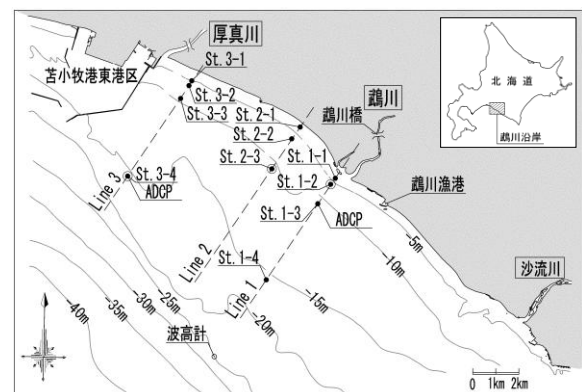 厚真川
苫小牧港東港区
St. 3-1
St. 3-2
St. 3-3
St. 2-1
St. 2-2
鵡川橋
鵡川
北海道
鵡川沿岸
St. 2-3
St. 1-1
St. 1-2
St. 3-4
ADCP
Line 3
鵡川漁港
St. 1-3
ADCP
Line 2
St. 1-4
Line 1
沙流川
-5m
-10m
-15m
-20m
-25m
-30m
-35m
-40m
波高計
0 1km 2km